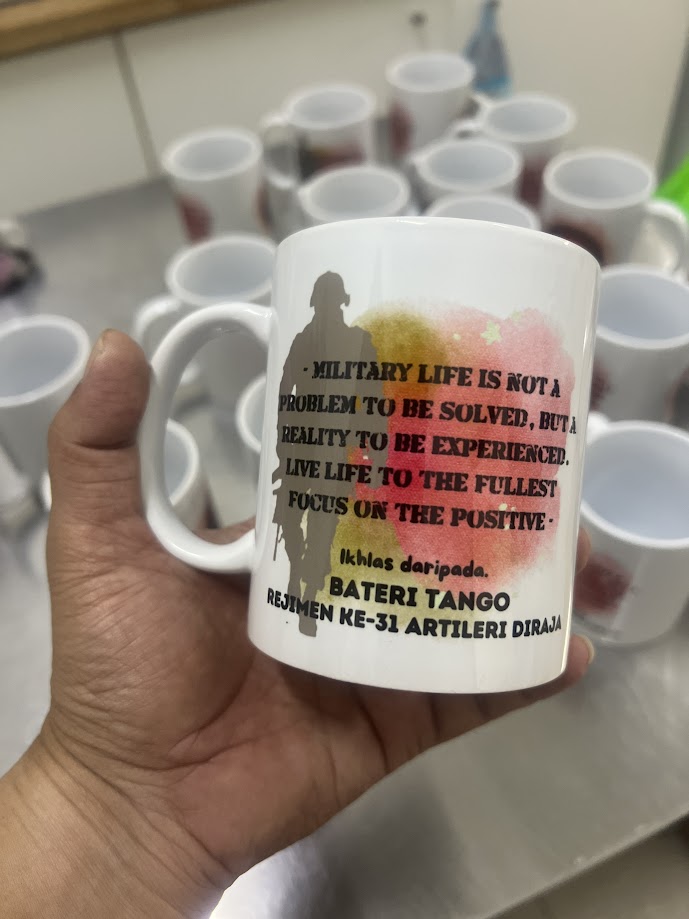 - MILITARY LIFE IS NOT A
PROBLEM TO BE SOLVED, BUT A
REALITY TO BE EXPERIENCED.
LIVE LIFE TO THE FULLEST
FOCUS ON THE POSITIVE -
Ikhlas daripada.
BATERI TANGO
REJIMEN KE-31 ARTILERI DIRAJA